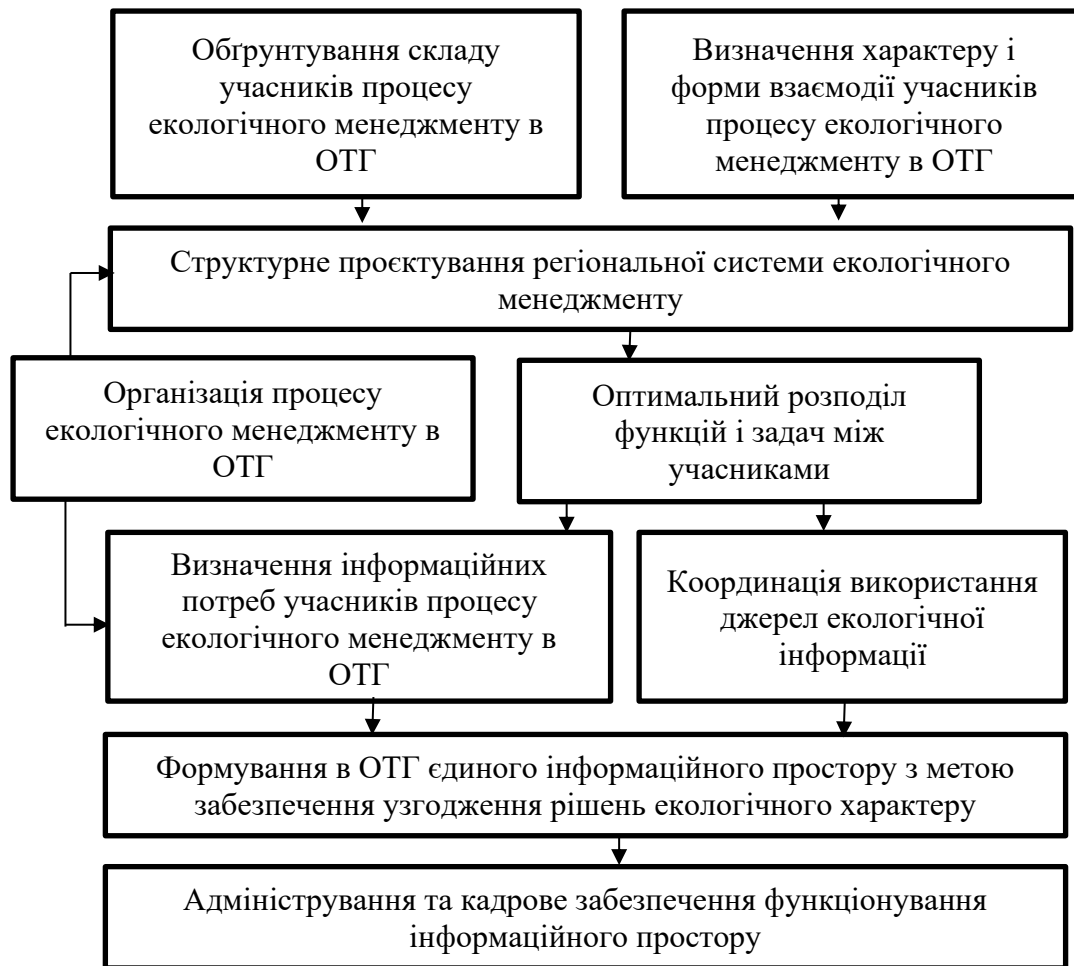 Обґрунтування складу
учасників процесу
екологічного менеджменту в
ОТГ
Визначення характеру і
форми взаємодії учасників
процесу екологічного
менеджменту в ОТГ
Структурне проєктування регіональної системи екологічного
менеджменту
Організація процесу
екологічного менеджменту в
ОТГ
Оптимальний розподіл
функцій і задач між
учасниками
Визначення інформаційних
потреб учасників процесу
екологічного менеджменту в
ОТГ
Координація використання
джерел екологічної
інформації
Формування в ОТГ єдиного інформаційного простору з метою
забезпечення узгодження рішень екологічного характеру
Адміністрування та кадрове забезпечення функціонування
інформаційного простору